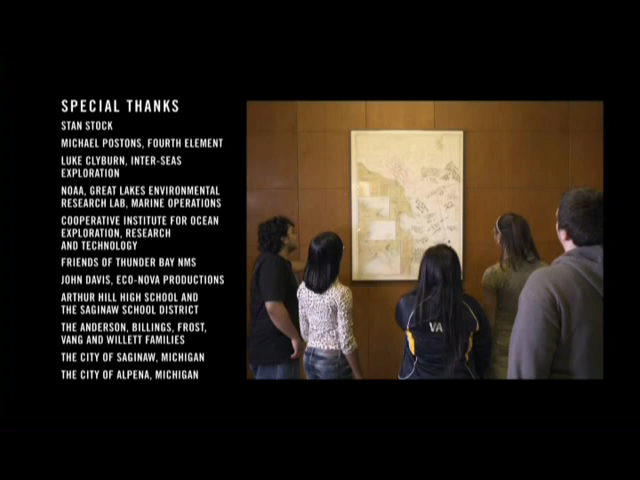 SPECIAL THANKS
STAN STOCK
MICHAEL POSTONS, FOURTH ELEMENT
LUKE CLYBURN, INTER-SEAS
EXPLORATION
NOAA, GREAT LAKES ENVIRONMENTAL
RESEARCH LAB, MARINE OPERATIONS
COOPERATIVE INSTITUTE FOR OCEAN
EXPLORATION, RESEARCH
AND TECHNOLOGY
FRIENDS OF THUNDER BAY NMS
JOHN DAVIS, ECO-NOVA PRODUCTIONS
ARTHUR HILL HIGH SCHOOL AND
THE SAGINAW SCHOOL DISTRICT
THE ANDERSON, BILLINGS, FROST,
VANG AND WILLETT FAMILIES
THE CITY OF SAGINAW, MICHIGAN
THE CITY OF ALPENA, MICHIGAN
VA